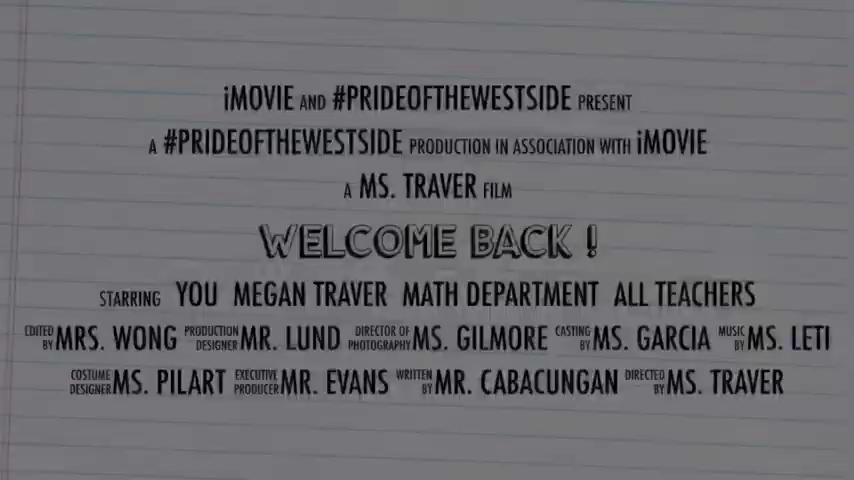 iMOVIE AND #PRIDEOFTHEWESTSIDE PRESENT
A #PRIDEOFTHEWESTSIDE PRODUCTION IN ASSOCIATION WITH iMOVIE
A MS. TRAVER FILM
WELCOME BACK !
STARRING YOU MEGAN TRAVER MATH DEPARTMENT ALL TEACHERS
EDITED BY MRS. WONG PRODUCTION DESIGNER MR. LUND DIRECTOR OF PHOTOGRAPHY MS. GILMORE CASTING BY MS. GARCIA MUSIC BY MS. LETI
COSTUME DESIGNER MS. PILART EXECUTIVE PRODUCER MR. EVANS WRITTEN BY MR. CABACUNGAN DIRECTED BY MS. TRAVER